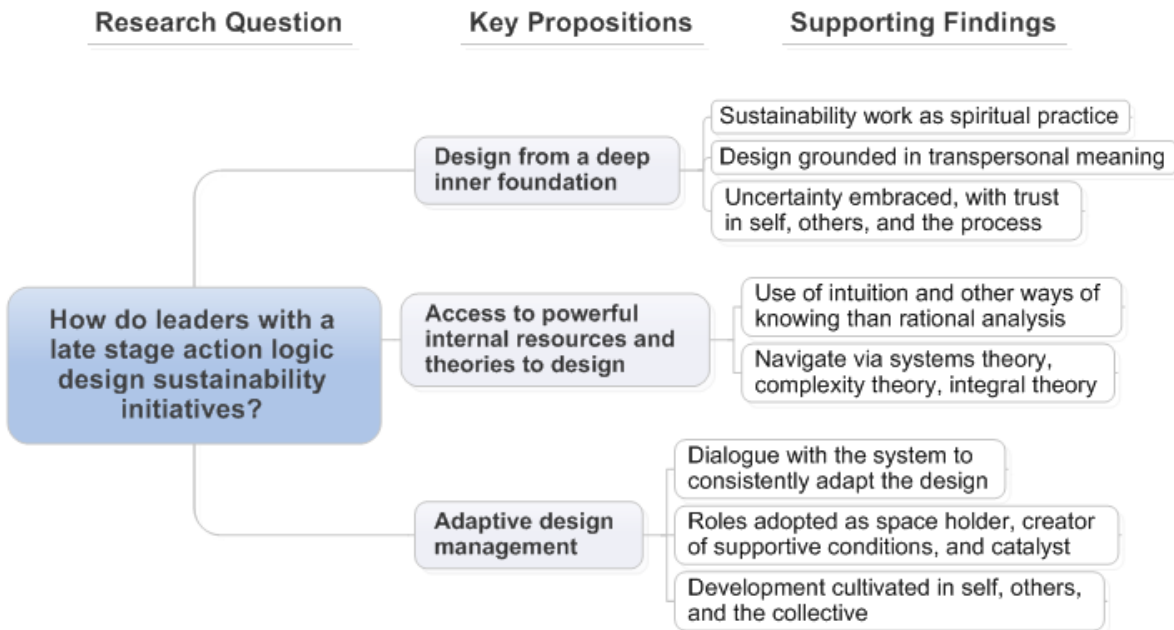 Research Question
Key Propositions
Supporting Findings
How do leaders with a
late stage action logic
design sustainability
initiatives?
Design from a deep
inner foundation
Sustainability work as spiritual practice
Design grounded in transpersonal meaning
Uncertainty embraced, with trust
in self, others, and the process
Access to powerful
internal resources and
theories to design
Use of intuition and other ways of
knowing than rational analysis
Navigate via systems theory,
complexity theory, integral theory
Adaptive design
management
Dialogue with the system to
consistently adapt the design
Roles adopted as space holder, creator
of supportive conditions, and catalyst
Development cultivated in self, others,
and the collective